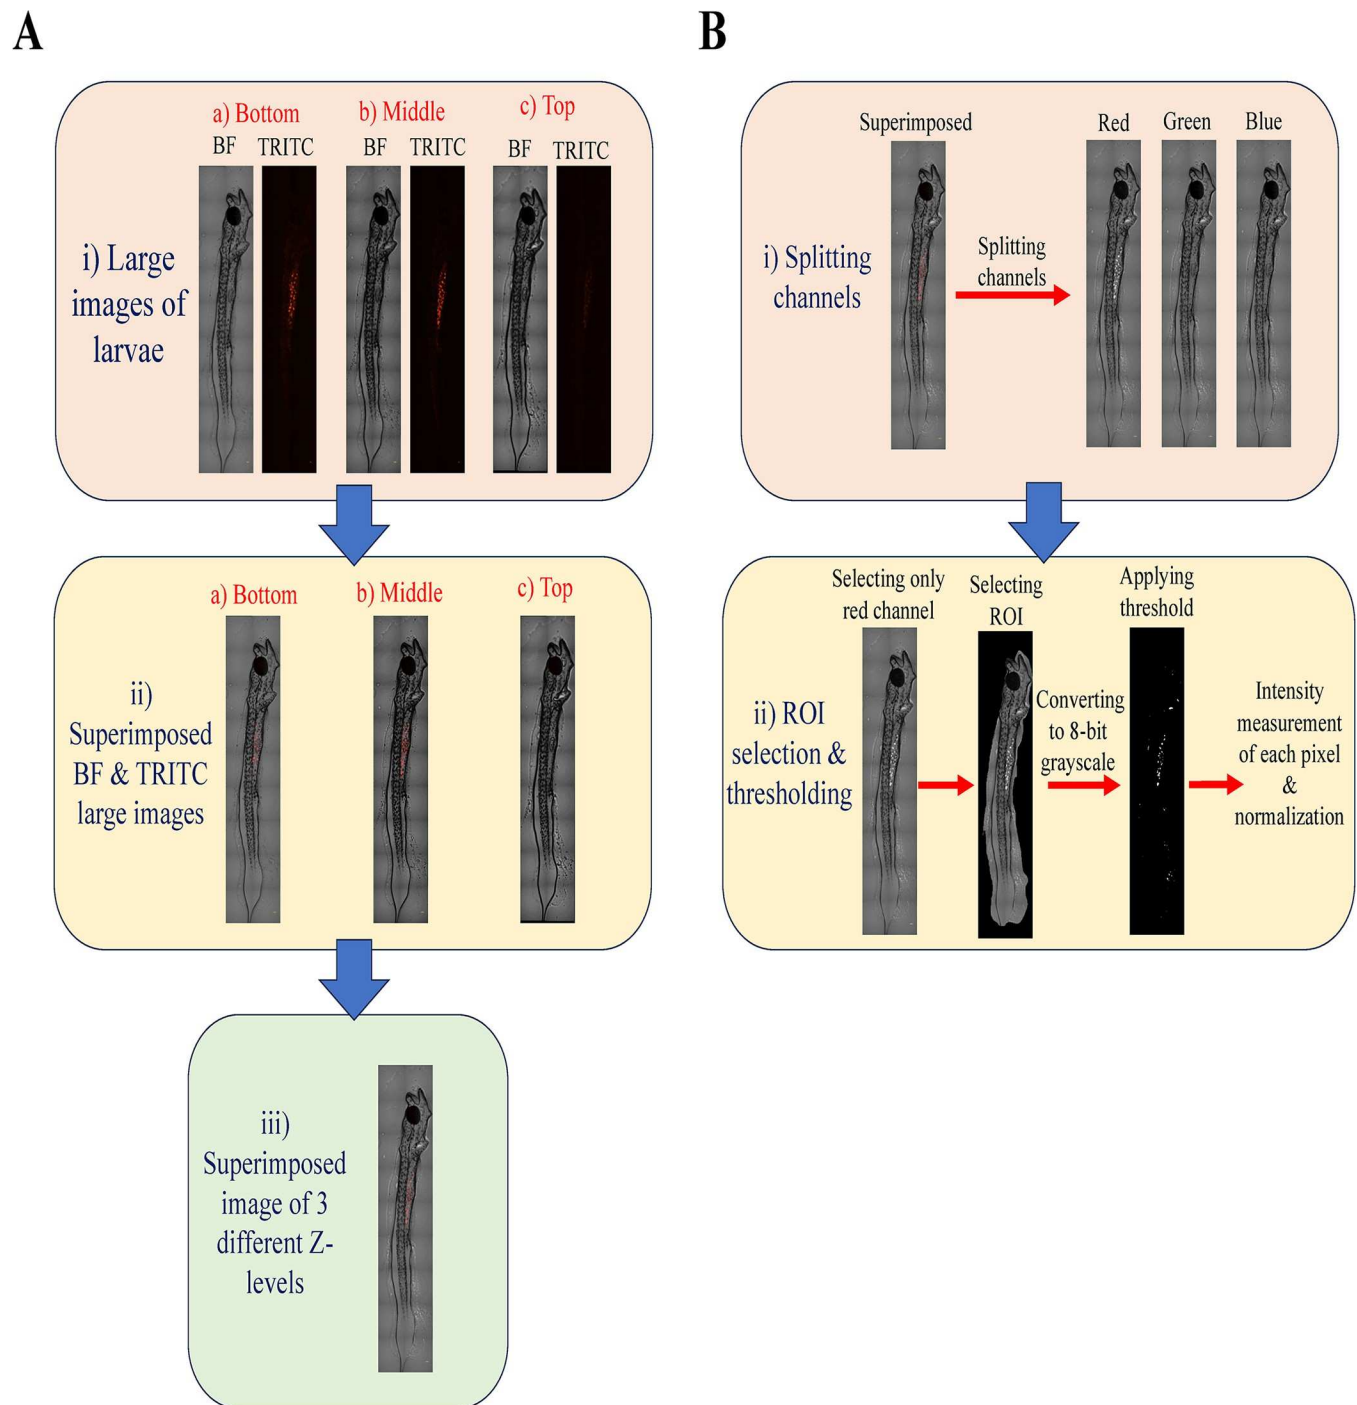 A
a) Bottom
b) Middle
c) Top
BF
TRITC
BF
TRITC
BF
TRITC
i) Large
images of
larvae
a) Bottom
b) Middle
c) Top
ii)
Superimposed
BF & TRITC
large images
iii)
Superimposed
image of 3
different Z-
levels
B
Superimposed
Red
Green
Blue
i) Splitting
channels
Splitting
channels
Selecting only
red channel
Selecting
ROI
Applying
threshold
ii) ROI
selection &
thresholding
Converting
to 8-bit
grayscale
Intensity
measurement
of each pixel
&
normalization